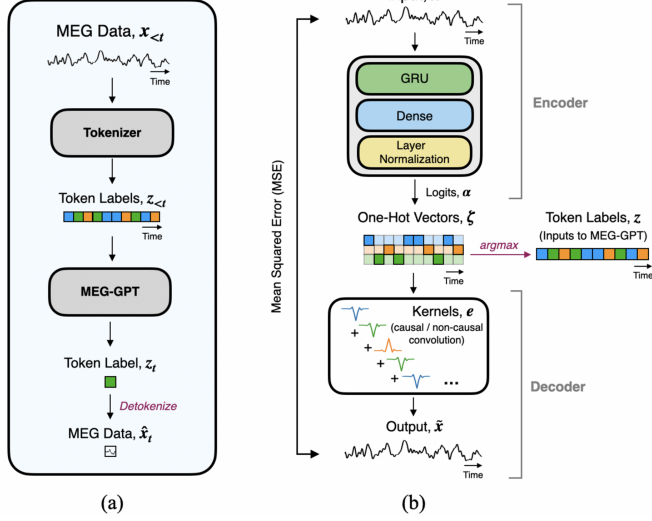 MEG Data, x<t
Time
Tokenizer
Token Labels, z<t
Time
MEG-GPT
Token Label, zt
Detokenize
MEG Data, x̂t
(a)
Time
GRU
Dense
Layer
Normalization
Encoder
Mean Squared Error (MSE)
Logits, α
One-Hot Vectors, ζ
Time
argmax
Token Labels, z
(Inputs to MEG-GPT)
Time
Kernels, e
(causal / non-causal
convolution)
+
+
+
+
...
Decoder
Output, x̃
Time
(b)